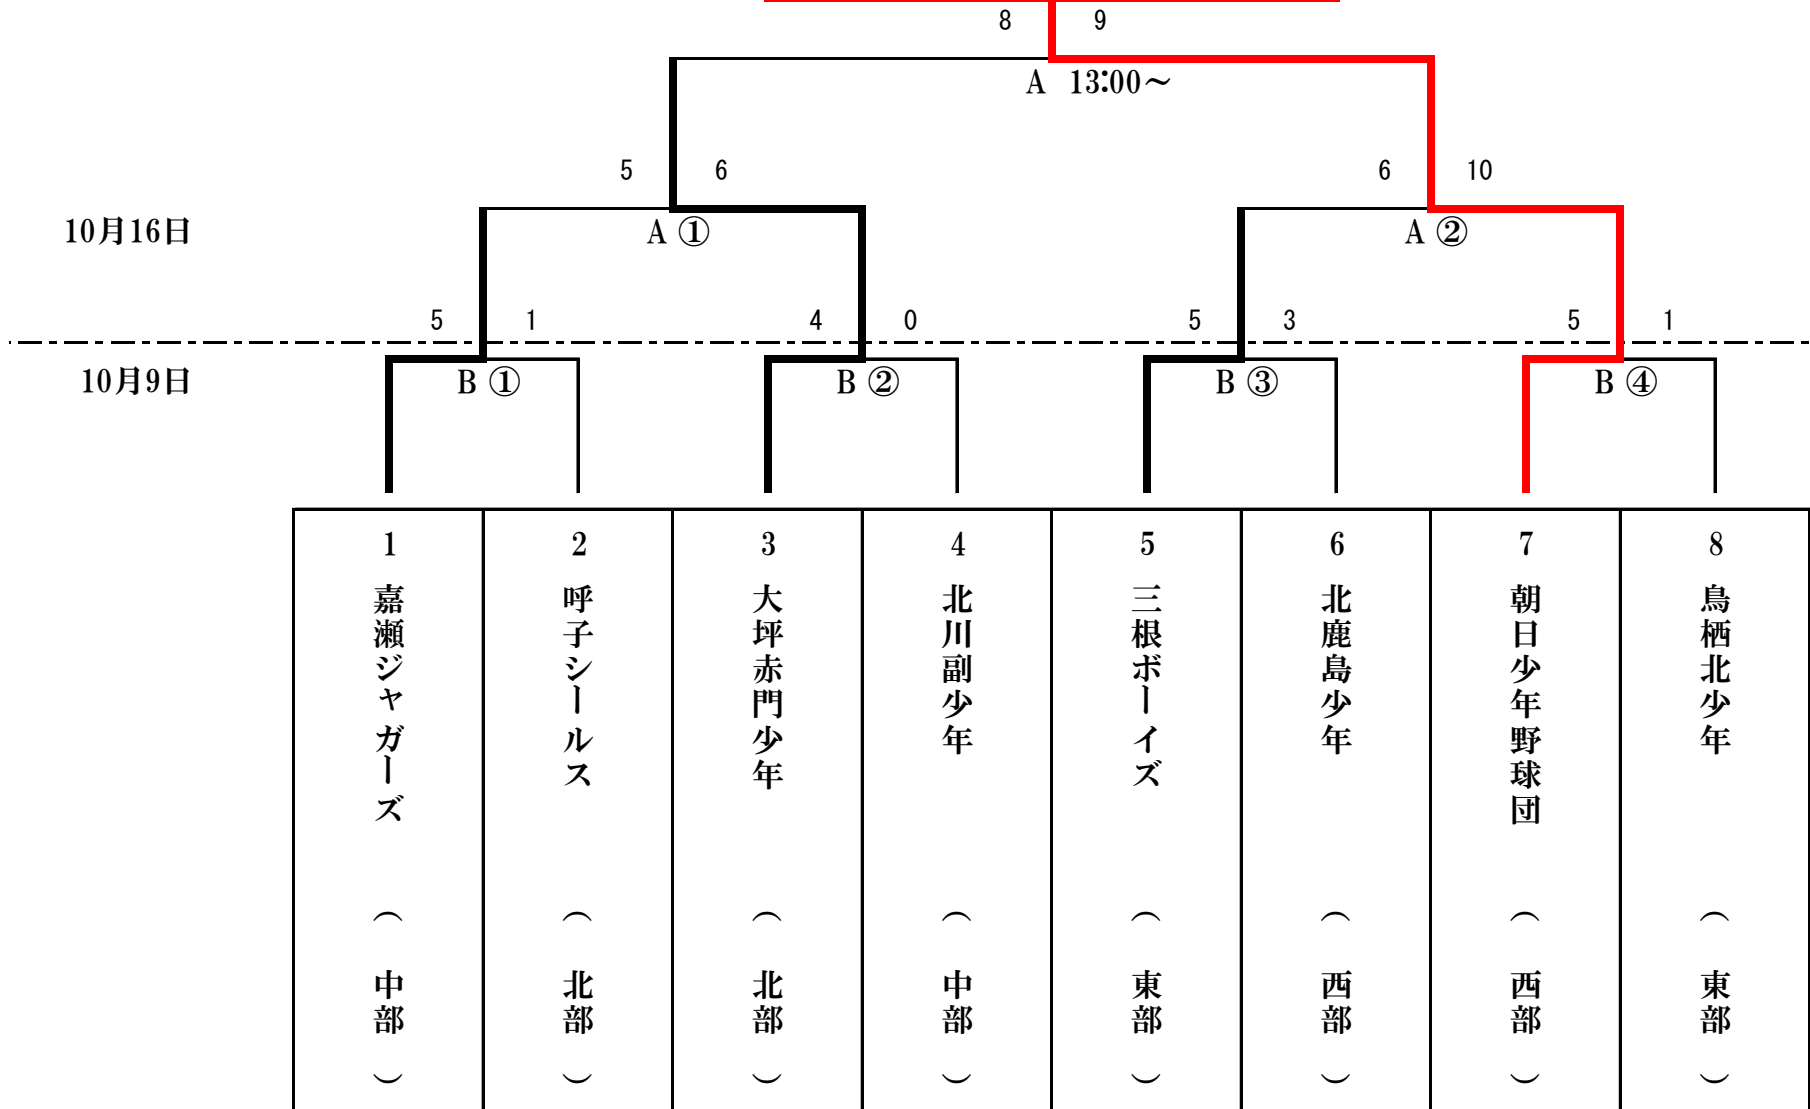 8 9
A 13:00～
5 6 6 10
10月16日 A ① A ②
5 1 4 0 5 3 5 1
10月9日 B ① B ② B ③ B ④
1 2 3 4 5 6 7 8
嘉瀬ジャガーズ
（中部）
呼子シールス
（北部）
大坪赤門少年
（北部）
北川副少年
（中部）
三根ボーイズ
（東部）
北鹿島少年
（西部）
朝日少年野球団
（西部）
鳥栖北少年
（東部）